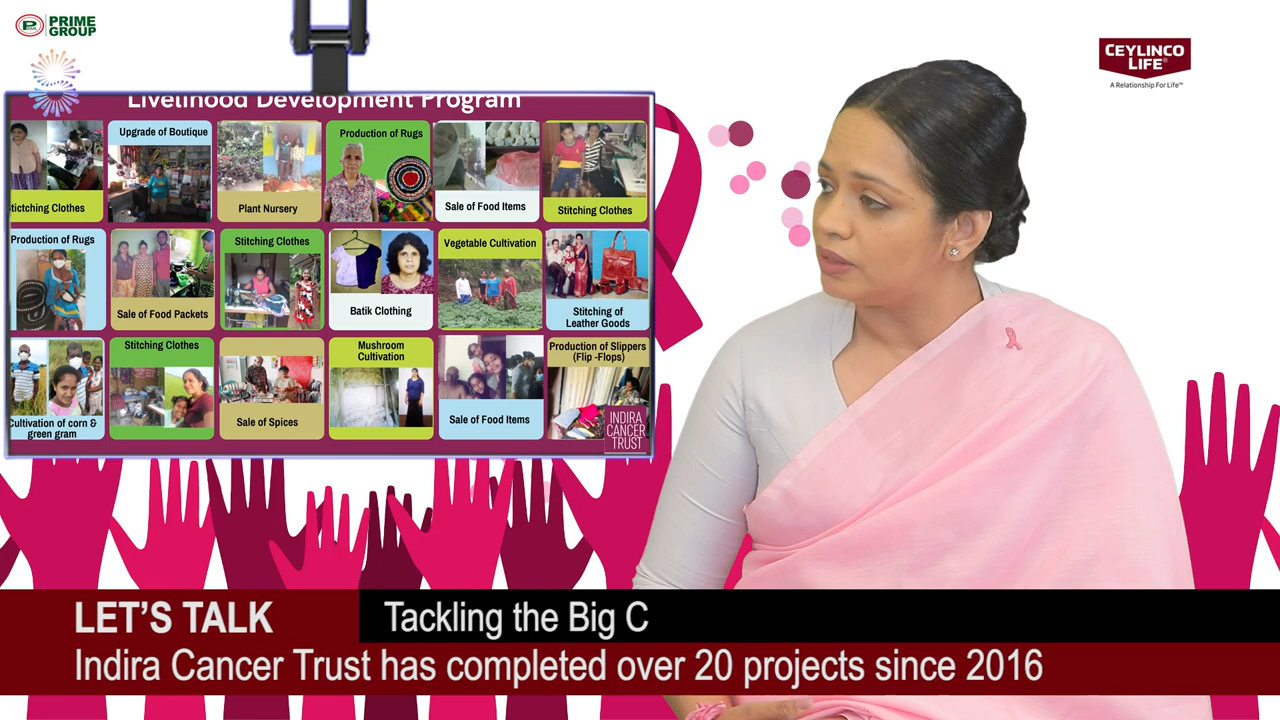 PRIME
GROUP
CEYLINCO
LIFE®
A Relationship For Life™
Livelihood Development Program
Stictching Clothes
Upgrade of Boutique
Plant Nursery
Production of Rugs
Sale of Food Items
Stitching Clothes
Production of Rugs
Sale of Food Packets
Stitching Clothes
Batik Clothing
Vegetable Cultivation
Stitching of
Leather Goods
Cultivation of corn &
green gram
Stitching Clothes
Sale of Spices
Mushroom
Cultivation
Sale of Food Items
Production of Slippers
(Flip -Flops)
INDIRA
CANCER
TRUST
LET'S TALK
Tackling the Big C
Indira Cancer Trust has completed over 20 projects since 2016